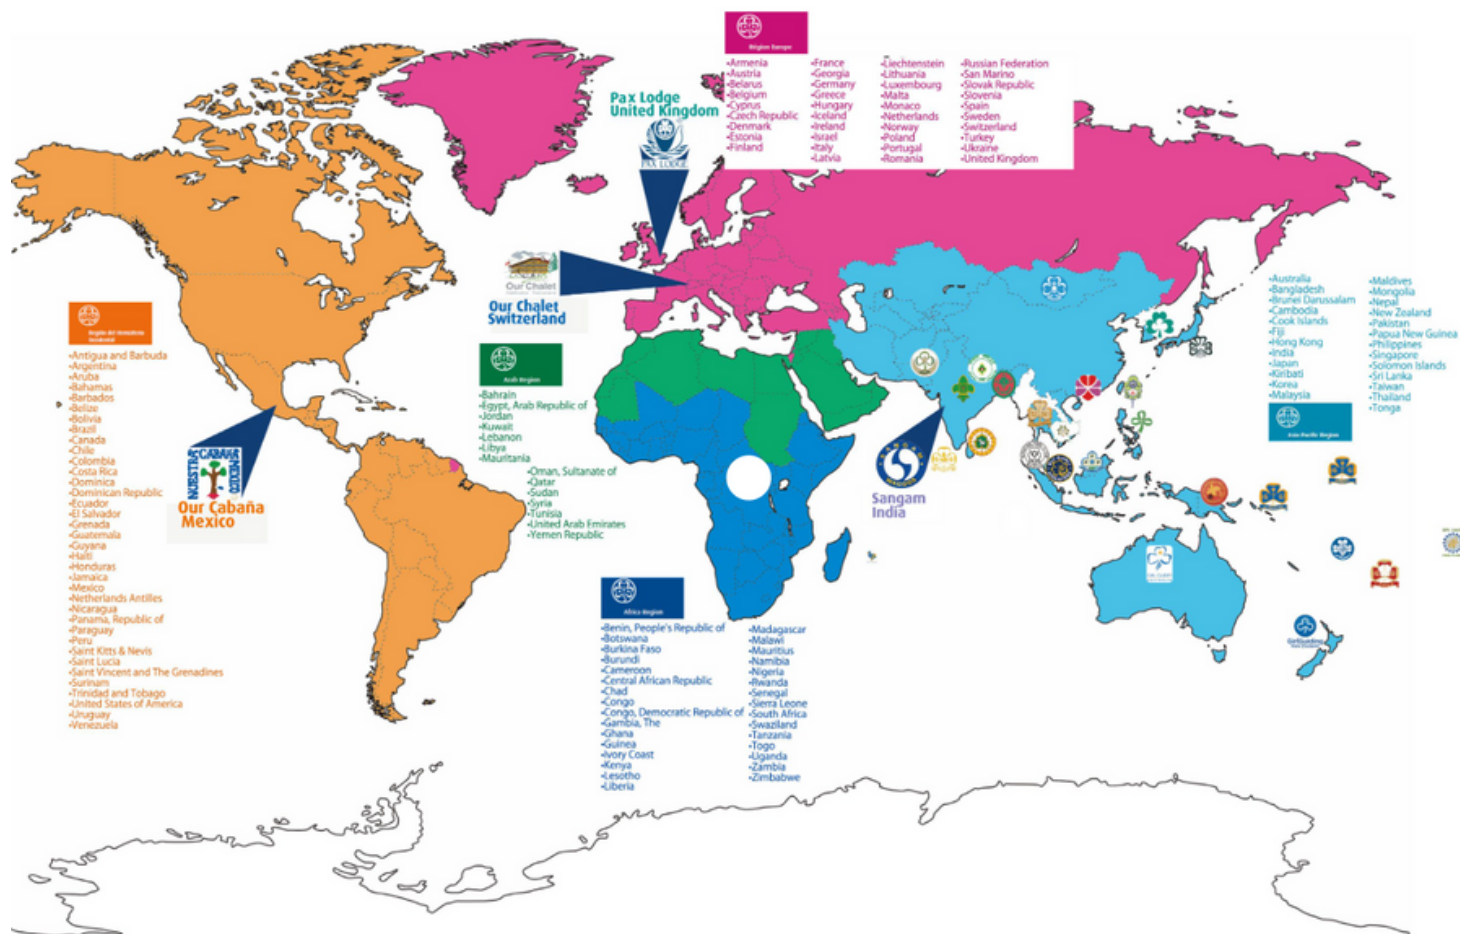 Région Europe
•Armenia
•Austria
•Belarus
•Belgium
•Cyprus
•Czech Republic
•Denmark
•Estonia
•Finland
•France
•Georgia
•Germany
•Greece
•Hungary
•Iceland
•Ireland
•Israel
•Italy
•Latvia
•Liechtenstein
•Lithuania
•Luxembourg
•Malta
•Monaco
•Netherlands
•Norway
•Poland
•Portugal
•Romania
•Russian Federation
•San Marino
•Slovak Republic
•Slovenia
•Spain
•Sweden
•Switzerland
•Turkey
•Ukraine
•United Kingdom
Pax Lodge
United Kingdom
PAX LODGE
Our Chalet
Our Chalet
Switzerland
Región del Hemisferio
Occidental
•Antigua and Barbuda
•Argentina
•Aruba
•Bahamas
•Barbados
•Belize
•Bolivia
•Brazil
•Canada
•Chile
•Colombia
•Costa Rica
•Dominica
•Dominican Republic
•Ecuador
•El Salvador
•Grenada
•Guatemala
•Guyana
•Haiti
•Honduras
•Jamaica
•Mexico
•Netherlands Antilles
•Nicaragua
•Panama, Republic of
•Paraguay
•Peru
•Saint Kitts & Nevis
•Saint Lucia
•Saint Vincent and The Grenadines
•Surinam
•Trinidad and Tobago
•United States of America
•Uruguay
•Venezuela
NUESTRA CABAÑA MEXICO
Our Cabaña
Mexico
Arab Region
•Bahrain
•Egypt, Arab Republic of
•Jordan
•Kuwait
•Lebanon
•Libya
•Mauritania
•Oman, Sultanate of
•Qatar
•Sudan
•Syria
•Tunisia
•United Arab Emirates
•Yemen Republic
SANGAM
Sangam
India
Africa Region
•Benin, People's Republic of
•Botswana
•Burkina Faso
•Burundi
•Cameroon
•Central African Republic
•Chad
•Congo
•Congo, Democratic Republic of
•Gambia, The
•Ghana
•Guinea
•Ivory Coast
•Kenya
•Lesotho
•Liberia
•Madagascar
•Malawi
•Mauritius
•Namibia
•Nigeria
•Rwanda
•Senegal
•Sierra Leone
•South Africa
•Swaziland
•Tanzania
•Togo
•Uganda
•Zambia
•Zimbabwe
•Australia
•Bangladesh
•Brunei Darussalam
•Cambodia
•Cook Islands
•Fiji
•Hong Kong
•India
•Japan
•Kiribati
•Korea
•Malaysia
•Maldives
•Mongolia
•Nepal
•New Zealand
•Pakistan
•Papua New Guinea
•Philippines
•Singapore
•Solomon Islands
•Sri Lanka
•Taiwan
•Thailand
•Tonga
Asia Pacific Region
GirlGuiding